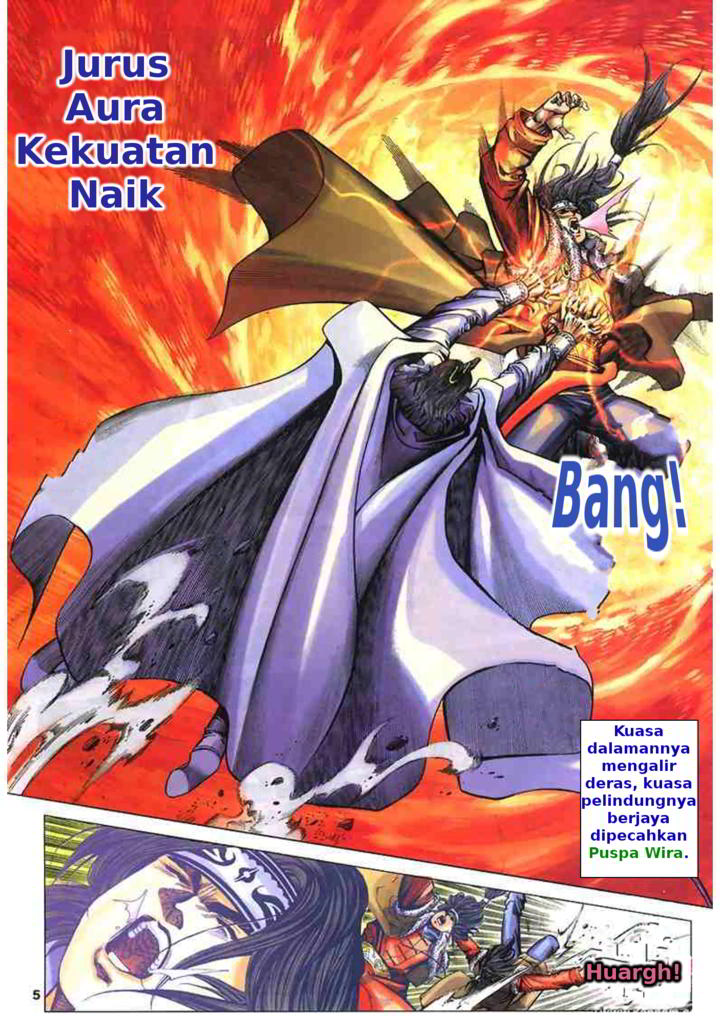 Jurus
Aura
Kekuatan
Naik
Bang!
Kuasa
dalamannya
mengalir
deras, kuasa
pelindungnya
berjaya
dipecahkan
Puspa Wira.
Huargh!
5